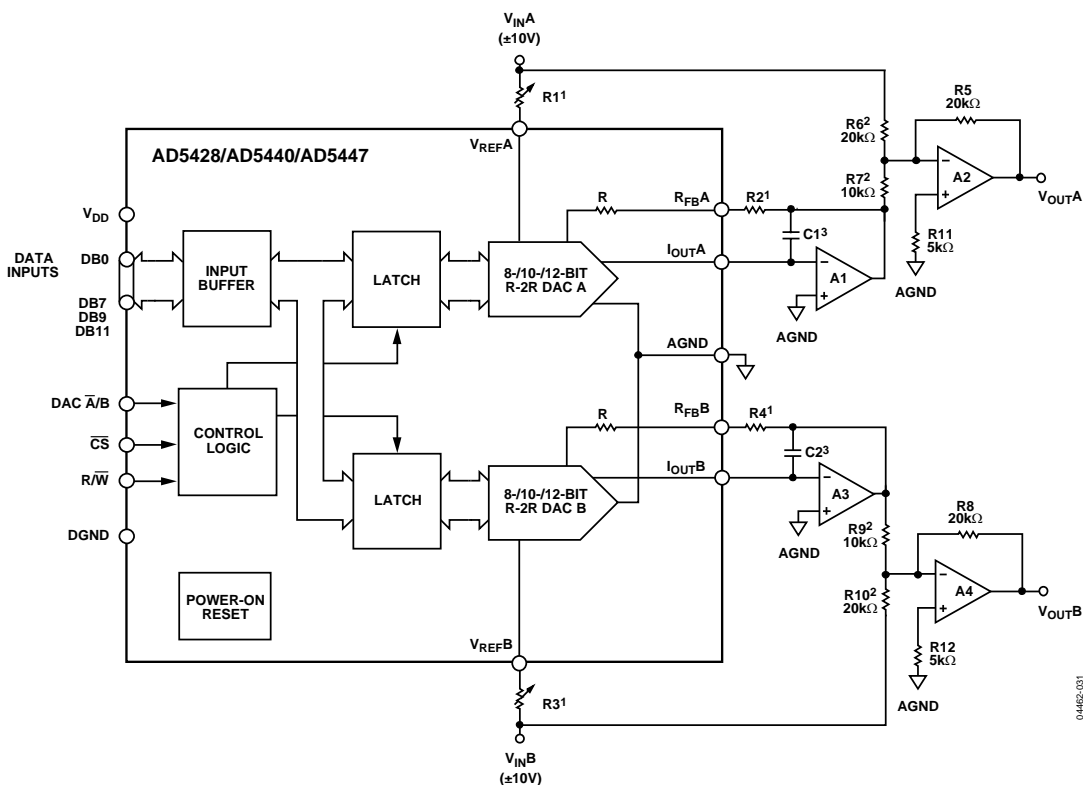 VINA
(±10V)
R1¹
VREFA
AD5428/AD5440/AD5447
R5
20kΩ
R6²
20kΩ
R7²
10kΩ
A2
VOUTA
R11
5kΩ
AGND
VDD
DATA
INPUTS
DB0
DB7
DB9
DB11
INPUT
BUFFER
LATCH
R
RFBA
R2¹
C1³
8-/10-/12-BIT
R-2R DAC A
IOUTA
A1
AGND
AGND
DAC A̅/B
C̅S̅
R/W̅
CONTROL
LOGIC
LATCH
R
RFBB
R4¹
C2³
8-/10-/12-BIT
R-2R DAC B
IOUTB
A3
AGND
R9²
10kΩ
R8
20kΩ
R10²
20kΩ
A4
VOUTB
R12
5kΩ
AGND
DGND
POWER-ON
RESET
VREFB
R3¹
VINB
(±10V)
04462-031